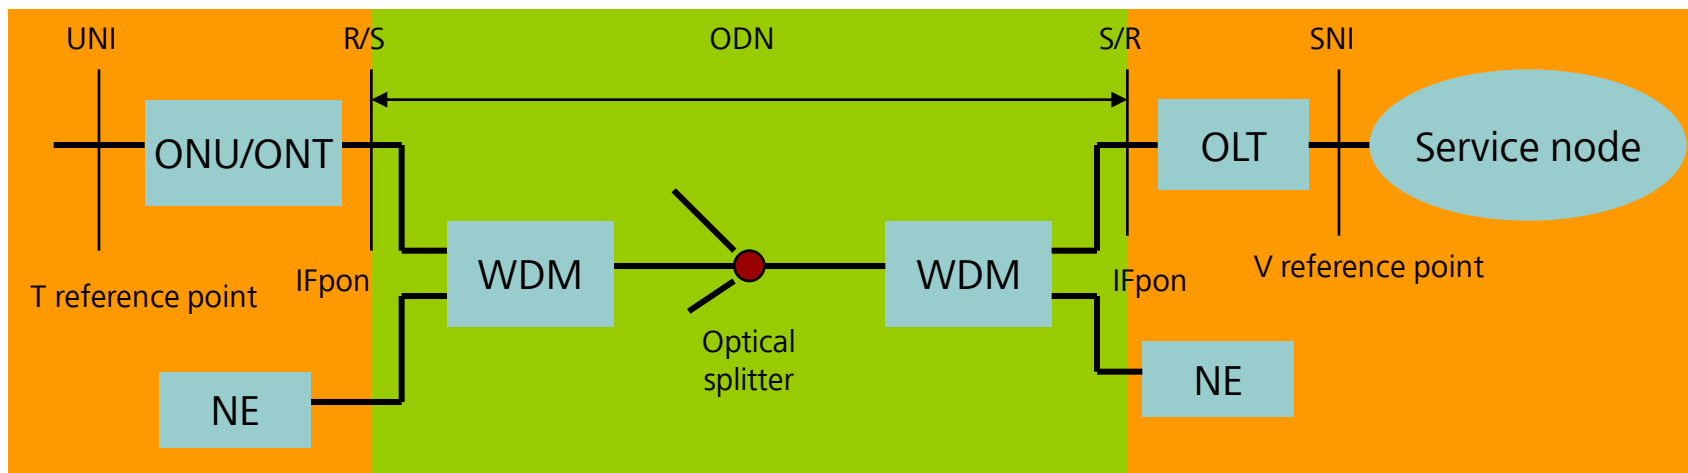 UNI
R/S
ODN
S/R
SNI
ONU/ONT
OLT
Service node
WDM
WDM
T reference point
IFpon
IFpon
V reference point
Optical
splitter
NE
NE